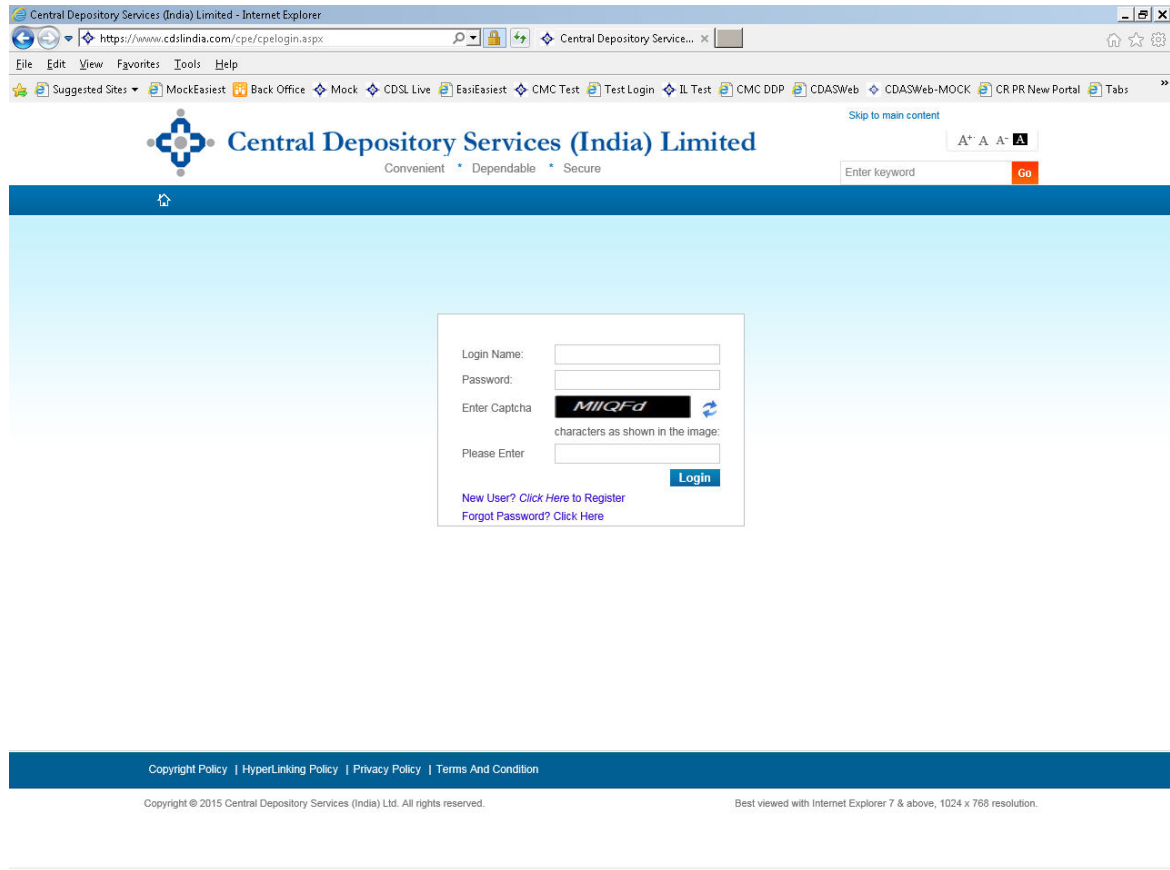 Central Depository Services (India) Limited - Internet Explorer
https://www.cdslindia.com/cpe/cpelogin.aspx
Central Depository Service...
File Edit View Favorites Tools Help
Suggested Sites MockEasiest Back Office Mock CDSL Live EasiEasiest CMC Test Test Login IL Test CMC DDP CDASWeb CDASWeb-MOCK CR PR New Portal Tabs »
Skip to main content
Central Depository Services (India) Limited
A+ A A- A
Convenient * Dependable * Secure
Enter keyword Go
Login Name:
Password:
Enter Captcha
characters as shown in the image:
Please Enter
Login
New User? Click Here to Register
Forgot Password? Click Here
Copyright Policy | HyperLinking Policy | Privacy Policy | Terms And Condition
Copyright © 2015 Central Depository Services (India) Ltd. All rights reserved.
Best viewed with Internet Explorer 7 & above, 1024 x 768 resolution.